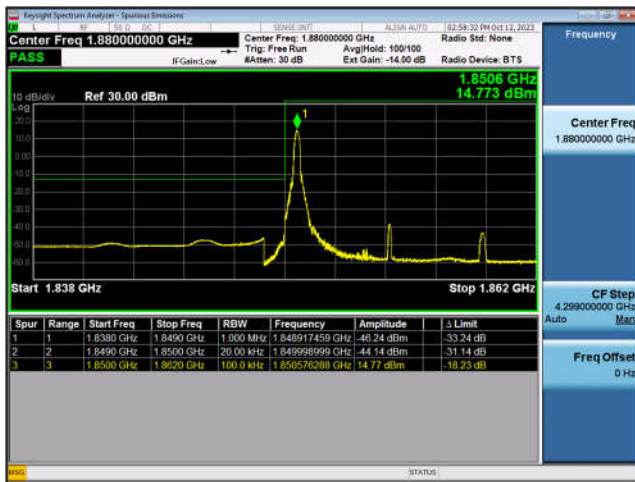 Keysight Spectrum Analyzer - Spurious Emissions
L RF 50 Ω DC SENSE:INT ALIGN AUTO 02:58:32 PM Oct 12, 2023
Center Freq 1.880000000 GHz
PASS
IFGain:Low
Center Freq: 1.880000000 GHz
Trig: Free Run Avg|Hold: 100/100
#Atten: 30 dB Ext Gain: -14.00 dB
Radio Std: None
Radio Device: BTS
Frequency
1.8506 GHz
14.773 dBm
10 dB/div Ref 30.00 dBm
Log
20.0
10.0
0.00
-10.0
-20.0
-30.0
-40.0
-50.0
-60.0
1
Start 1.838 GHz Stop 1.862 GHz
Center Freq
1.880000000 GHz
CF Step
4.299000000 GHz
Auto Man
Freq Offset
0 Hz
Spur Range Start Freq Stop Freq RBW Frequency Amplitude Δ Limit
1 1 1.8380 GHz 1.8490 GHz 1.000 MHz 1.848917459 GHz -46.24 dBm -33.24 dB
2 2 1.8490 GHz 1.8500 GHz 20.00 kHz 1.849998999 GHz -44.14 dBm -31.14 dB
3 3 1.8500 GHz 1.8620 GHz 100.0 kHz 1.850576288 GHz 14.77 dBm -18.23 dB
MSG STATUS